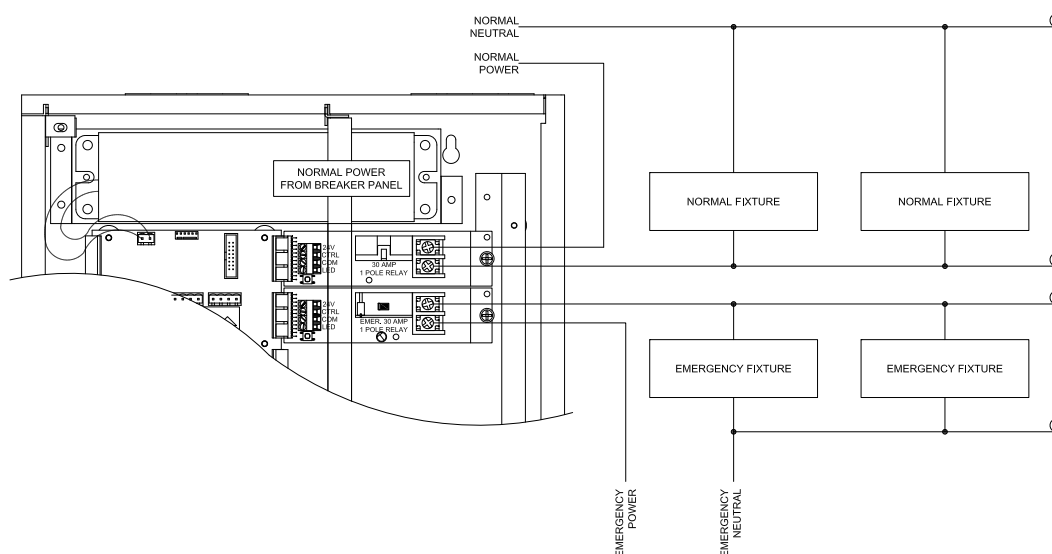 NORMAL
NEUTRAL
NORMAL
POWER
NORMAL POWER
FROM BREAKER PANEL
NORMAL FIXTURE
NORMAL FIXTURE
24V
CTRL
COM
LED
30 AMP
1 POLE RELAY
24V
CTRL
COM
LED
EMER. 30 AMP
1 POLE RELAY
EMERGENCY FIXTURE
EMERGENCY FIXTURE
EMERGENCY
POWER
EMERGENCY
NEUTRAL